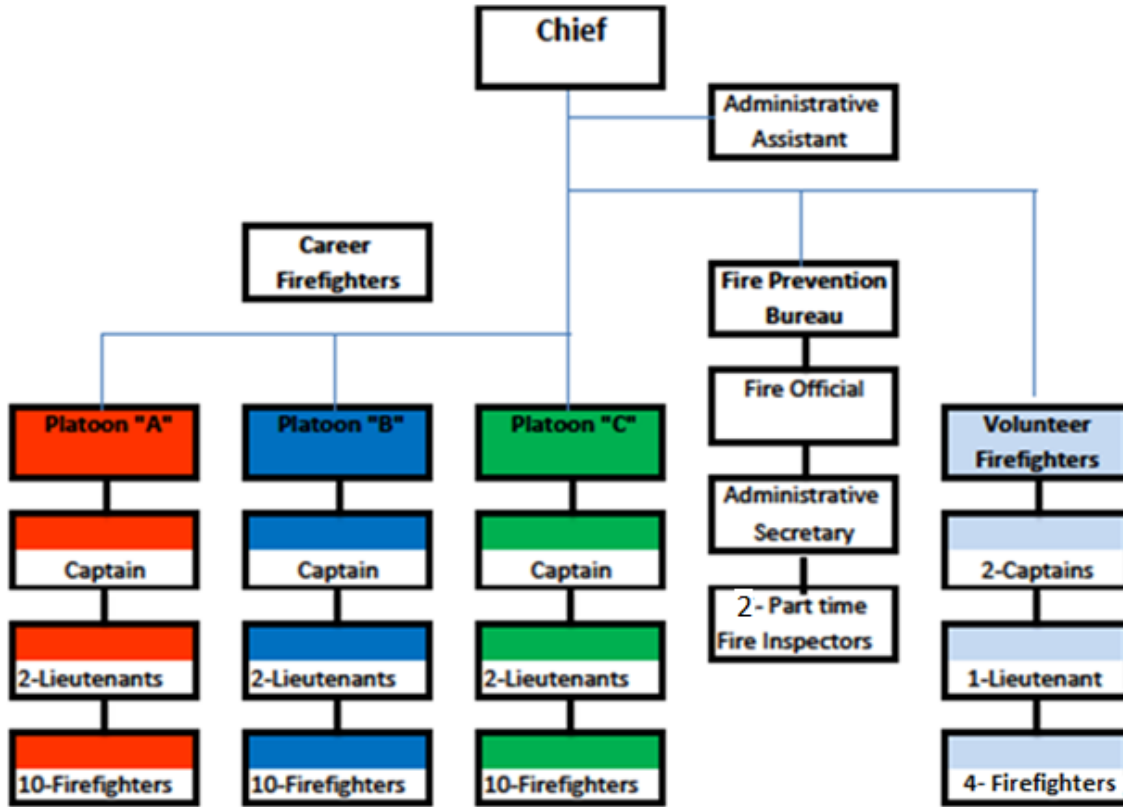 Chief
Administrative
Assistant
Career
Firefighters
Fire Prevention
Bureau
Fire Official
Administrative
Secretary
2- Part time
Fire Inspectors
Platoon "A"
Captain
2-Lieutenants
10-Firefighters
Platoon "B"
Captain
2-Lieutenants
10-Firefighters
Platoon "C"
Captain
2-Lieutenants
10-Firefighters
Volunteer
Firefighters
2-Captains
1-Lieutenant
4- Firefighters